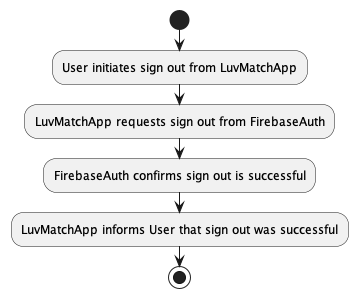 User initiates sign out from LuvMatchApp
LuvMatchApp requests sign out from FirebaseAuth
FirebaseAuth confirms sign out is successful
LuvMatchApp informs User that sign out was successful